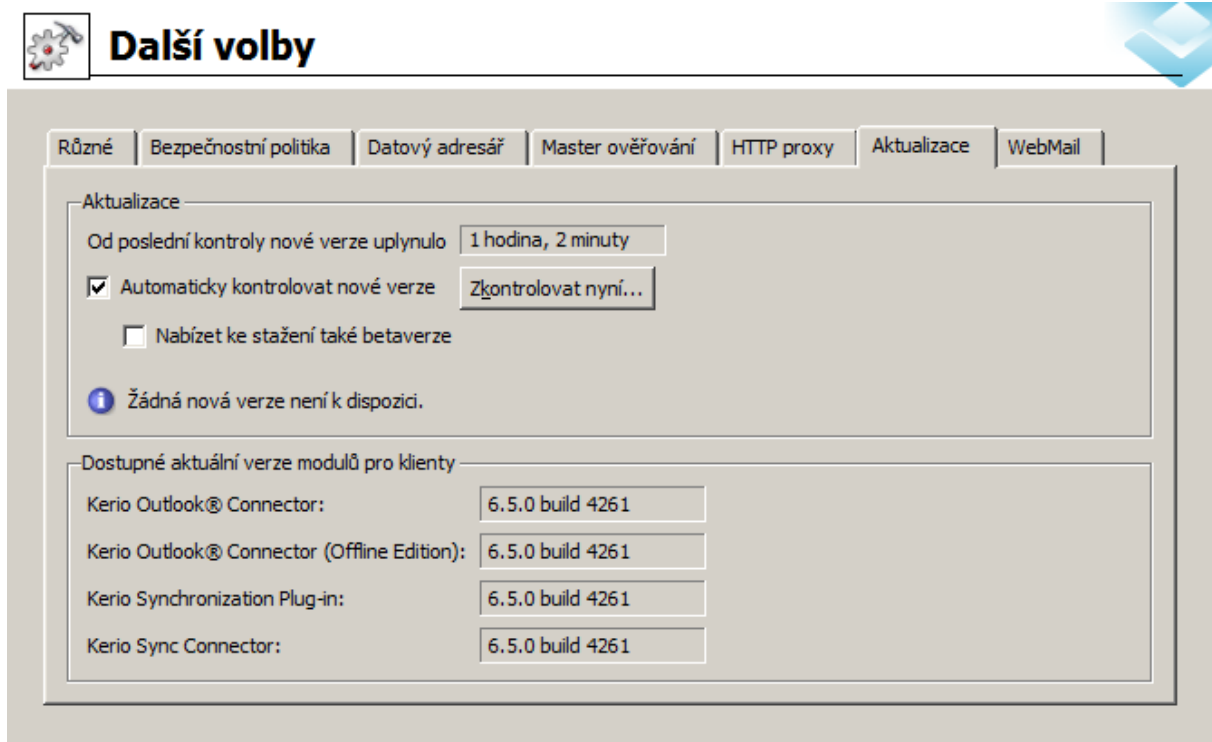 Další volby
Různé Bezpečnostní politika Datový adresář Master ověřování HTTP proxy Aktualizace WebMail
Aktualizace
Od poslední kontroly nové verze uplynulo 1 hodina, 2 minuty
Automaticky kontrolovat nové verze Zkontrolovat nyní...
Nabízet ke stažení také betaverze
Žádná nová verze není k dispozici.
Dostupné aktuální verze modulů pro klienty
Kerio Outlook® Connector: 6.5.0 build 4261
Kerio Outlook® Connector (Offline Edition): 6.5.0 build 4261
Kerio Synchronization Plug-in: 6.5.0 build 4261
Kerio Sync Connector: 6.5.0 build 4261